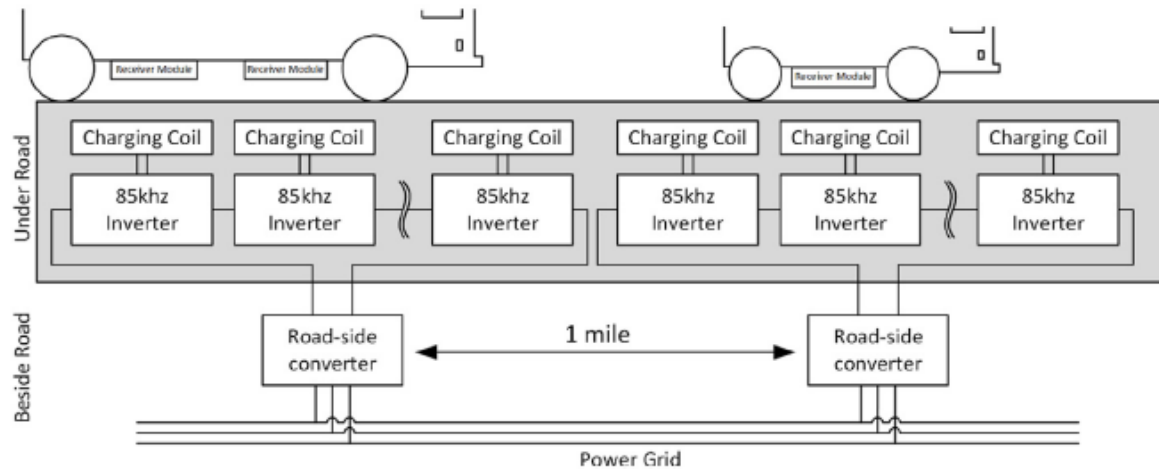 Receiver Module
Receiver Module
Receiver Module
Under Road
Charging Coil
Charging Coil
Charging Coil
Charging Coil
Charging Coil
Charging Coil
85khz
Inverter
85khz
Inverter
85khz
Inverter
85khz
Inverter
85khz
Inverter
85khz
Inverter
Beside Road
Road-side
converter
1 mile
Road-side
converter
Power Grid